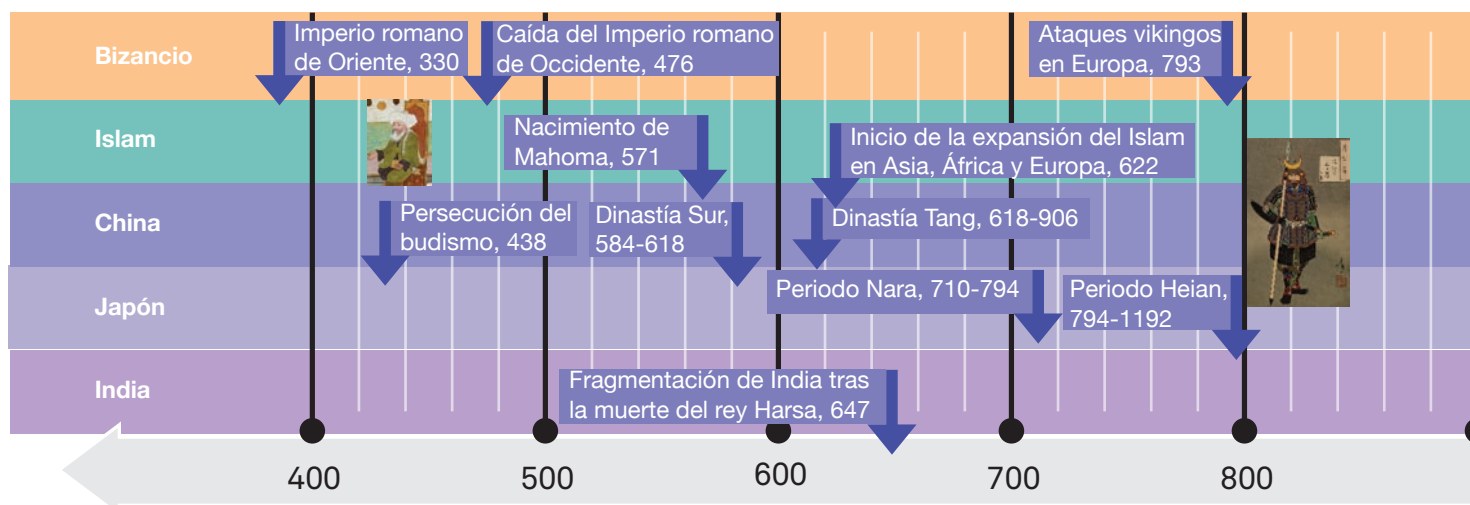 Bizancio
Imperio romano
de Oriente, 330
Caída del Imperio romano
de Occidente, 476
Ataques vikingos
en Europa, 793
Islam
Nacimiento de
Mahoma, 571
Inicio de la expansión del Islam
en Asia, África y Europa, 622
China
Persecución del
budismo, 438
Dinastía Sur,
584-618
Dinastía Tang, 618-906
Japón
Periodo Nara, 710-794
Periodo Heian,
794-1192
India
Fragmentación de India tras
la muerte del rey Harsa, 647
400
500
600
700
800